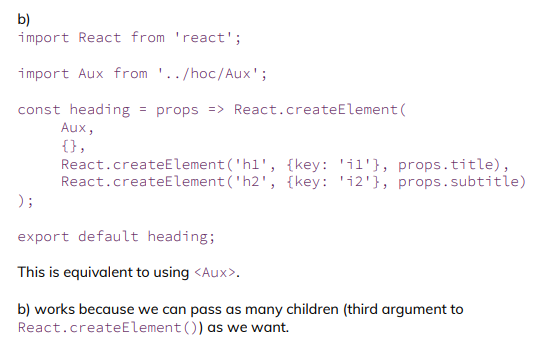 b)
import React from 'react';
import Aux from '../hoc/Aux';
const heading = props => React.createElement(
Aux,
{},
React.createElement('h1', {key: 'i1'}, props.title),
React.createElement('h2', {key: 'i2'}, props.subtitle)
);
export default heading;
This is equivalent to using <Aux>.
b) works because we can pass as many children (third argument to
React.createElement()) as we want.